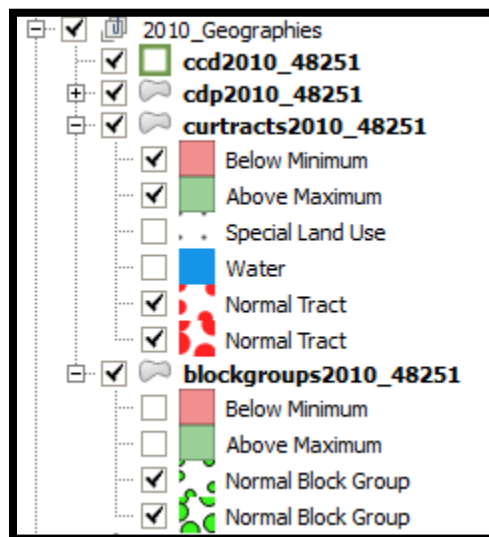 2010_Geographies
ccd2010_48251
cdp2010_48251
curtracts2010_48251
Below Minimum
Above Maximum
Special Land Use
Water
Normal Tract
Normal Tract
blockgroups2010_48251
Below Minimum
Above Maximum
Normal Block Group
Normal Block Group